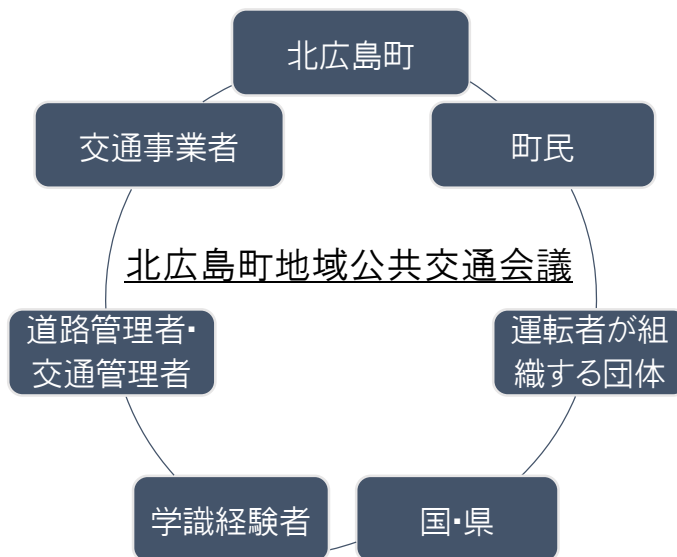 北広島町
交通事業者
町民
北広島町地域公共交通会議
道路管理者・
交通管理者
運転者が組
織する団体
学識経験者
国・県